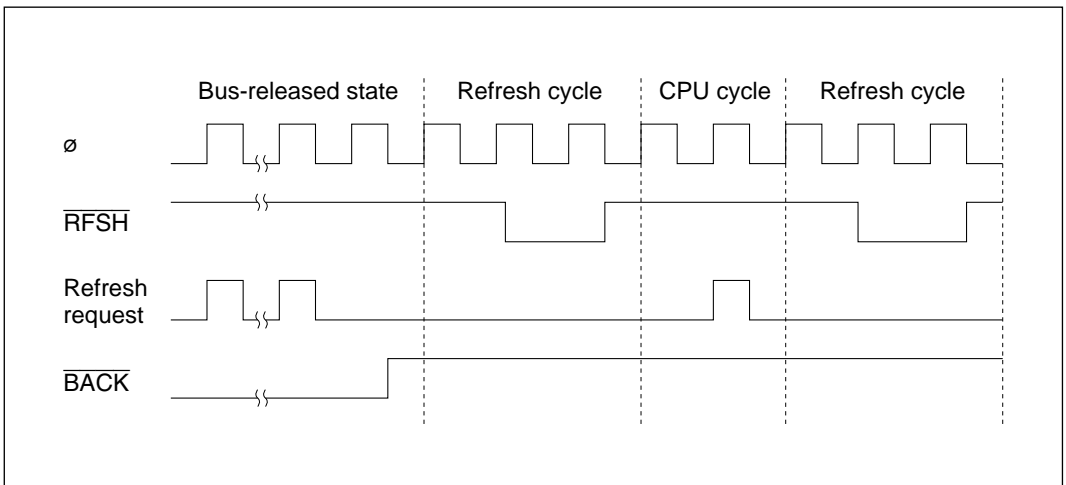 Bus-released state Refresh cycle CPU cycle Refresh cycle
ø
RFSH
Refresh
request
BACK